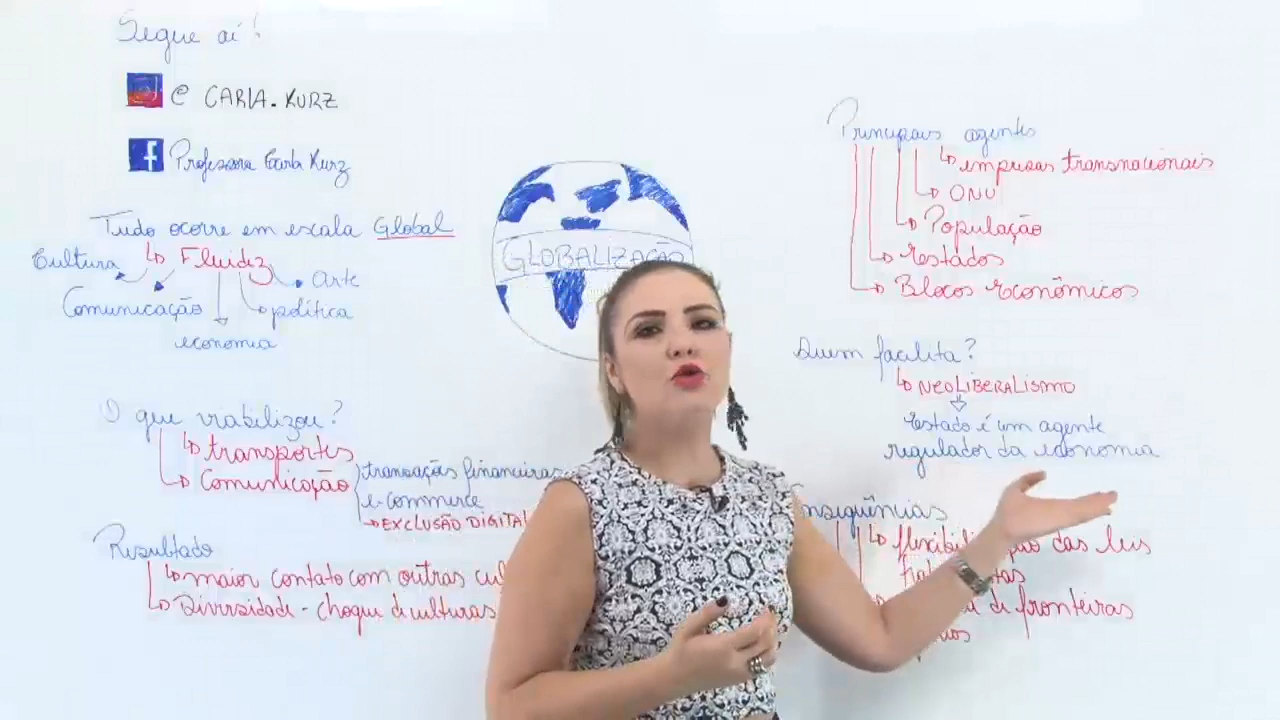 Segue aí!
@ CARLA.KURZ
f Professora Carla Kurz
Tudo ocorre em escala Global
Fluidez
Cultura
Arte
Comunicação
política
economia
O que viabilizou?
transportes
Comunicação
transações financeiras
e-commerce
EXCLUSÃO DIGITAL
Resultado
maior contato com outras
Diversidade - choque d culturas
GLOBALIZAÇÃO
Principais agentes
empresas transnacionais
ONU
População
Estados
Blocos Econômicos
Quem facilita?
NEOLIBERALISMO
Estado é um agente
regulador da economia
das leis
de fronteiras